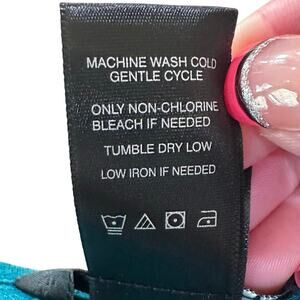 MACHINE WASH COLD
GENTLE CYCLE
ONLY NON-CHLORINE
BLEACH IF NEEDED
TUMBLE DRY LOW
LOW IRON IF NEEDED